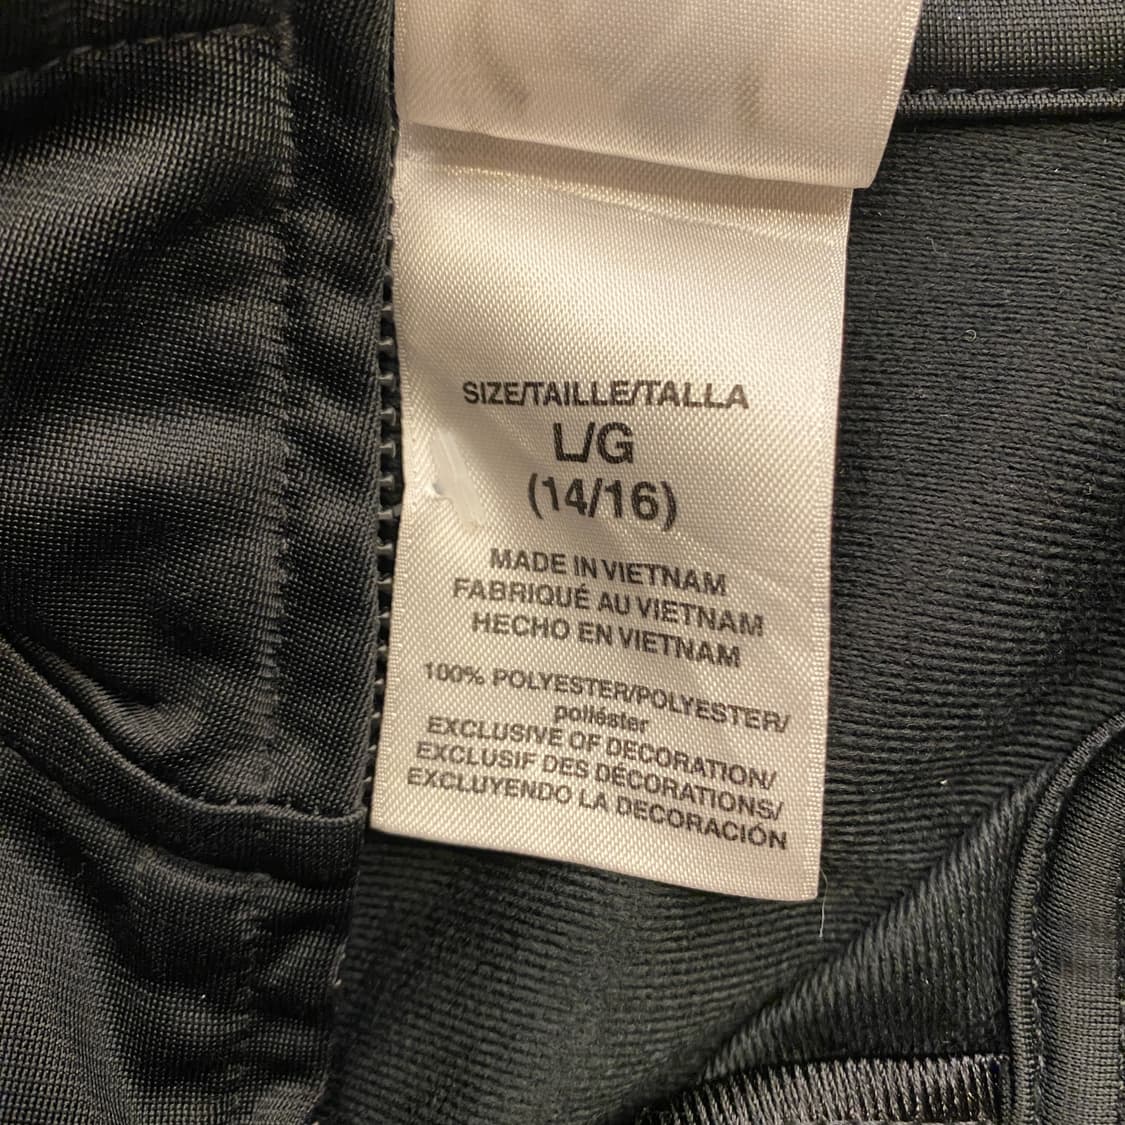 SIZE/TAILLE/TALLA
L/G
(14/16)
MADE IN VIETNAM
FABRIQUÉ AU VIETNAM
HECHO EN VIETNAM
100% POLYESTER/POLYESTER/
poliéster
EXCLUSIVE OF DECORATION/
EXCLUSIF DES DÉCORATIONS/
EXCLUYENDO LA DECORACIÓN